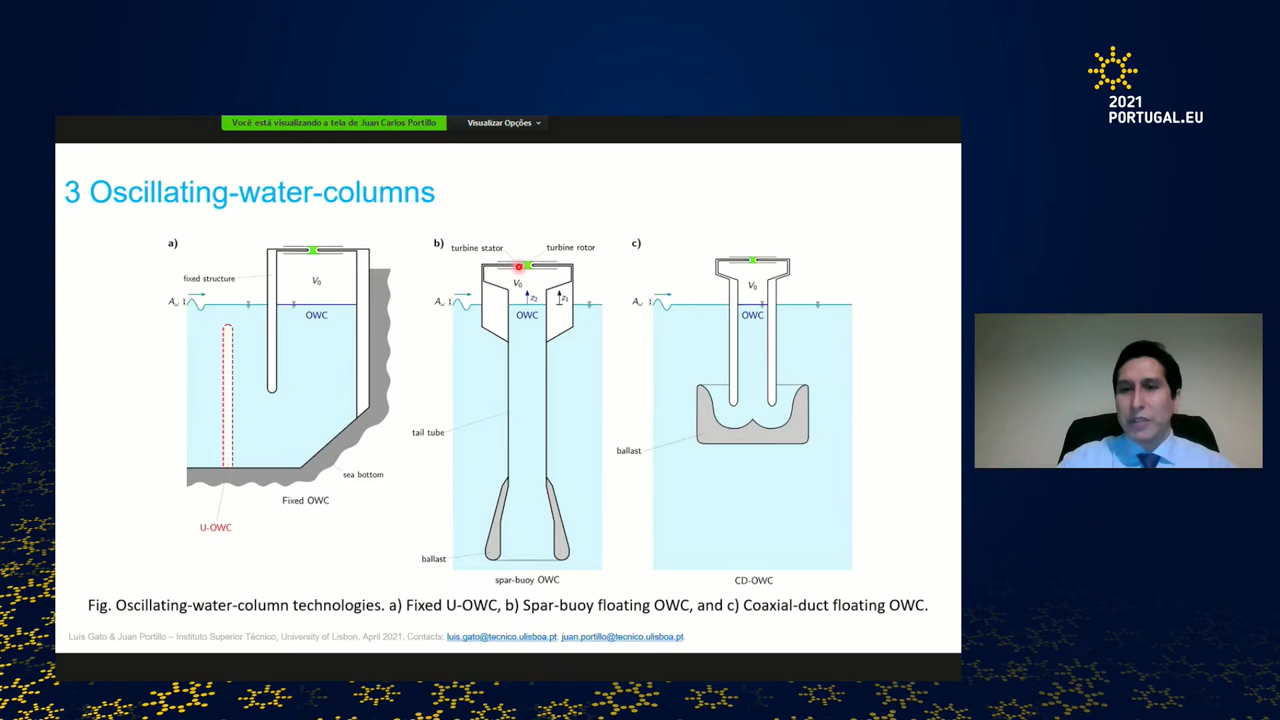 2021
PORTUGAL.EU
Você está visualizando a tela de Juan Carlos Portillo
Visualizar Opções
3 Oscillating-water-columns
a)
fixed structure
V₀
OWC
sea bottom
Fixed OWC
U-OWC
b)
turbine stator
turbine rotor
V₀
z₂
z₁
OWC
tail tube
ballast
spar-buoy OWC
c)
V₀
OWC
ballast
CD-OWC
Fig. Oscillating-water-column technologies. a) Fixed U-OWC, b) Spar-buoy floating OWC, and c) Coaxial-duct floating OWC.
Luís Gato & Juan Portillo – Instituto Superior Técnico, University of Lisbon, April 2021. Contacts: luis.gato@tecnico.ulisboa.pt, juan.portillo@tecnico.ulisboa.pt.